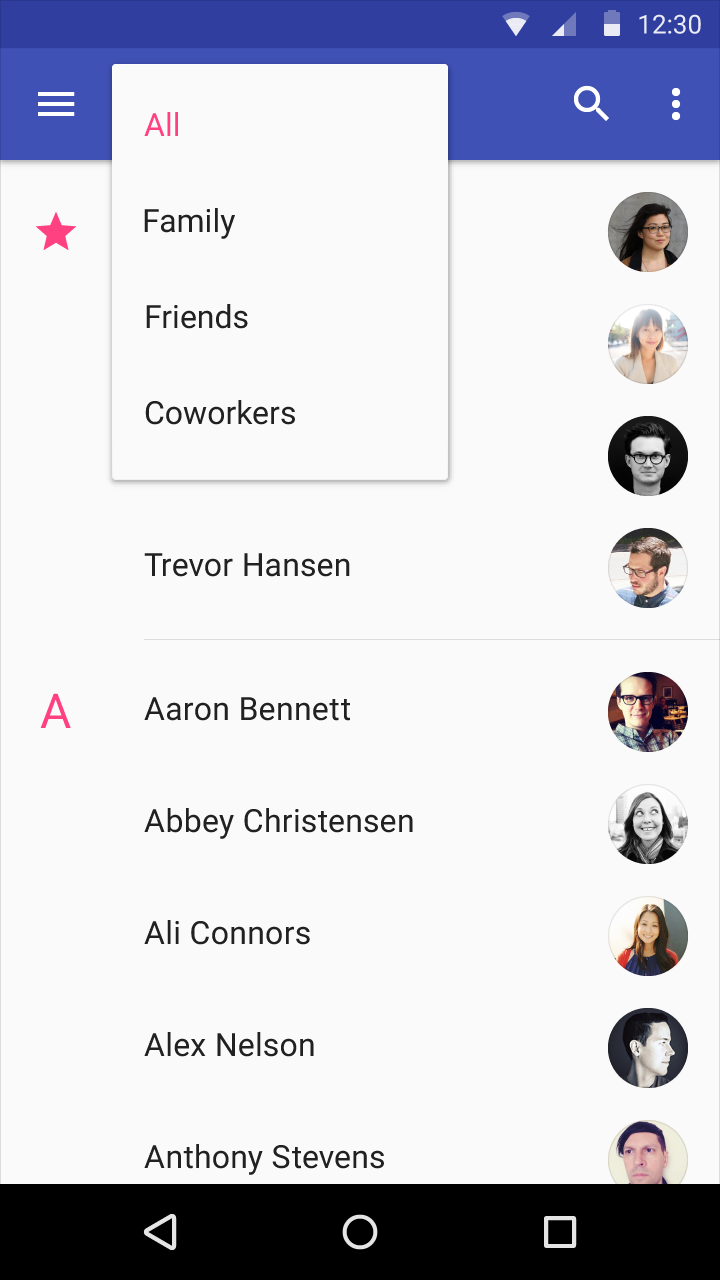 12:30
All
Family
Friends
Coworkers
Trevor Hansen
A
Aaron Bennett
Abbey Christensen
Ali Connors
Alex Nelson
Anthony Stevens